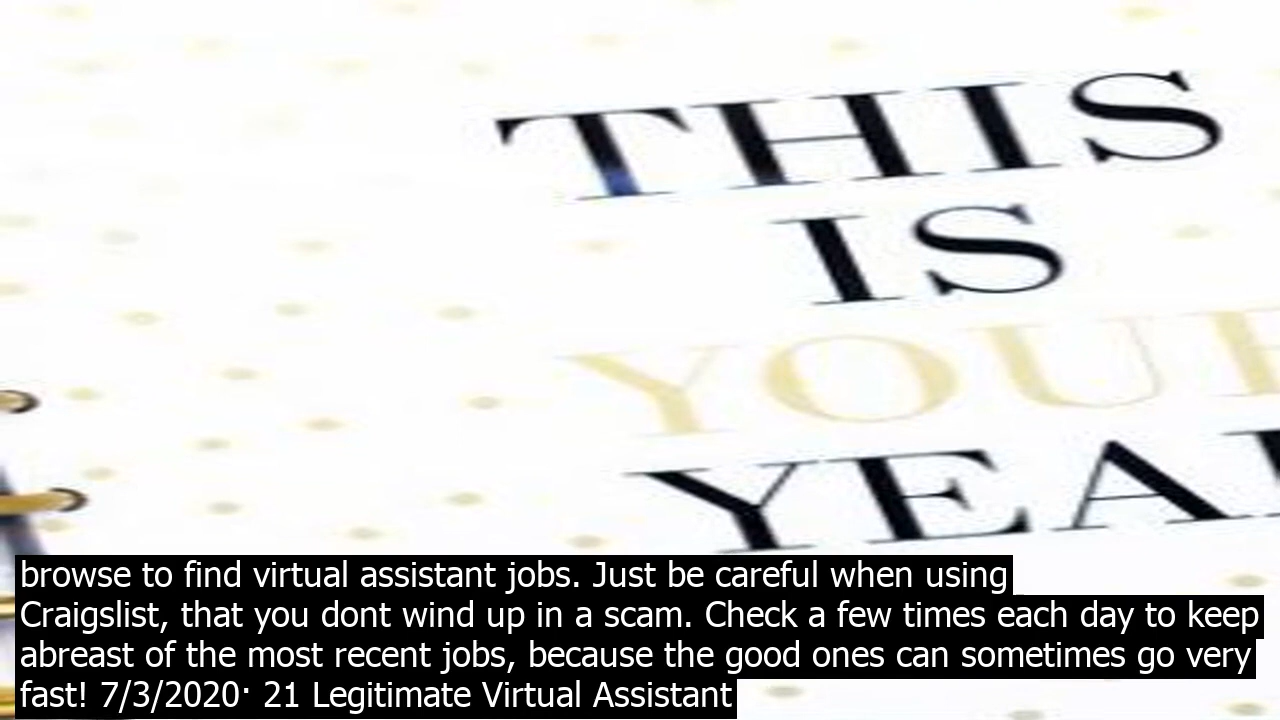 THIS
IS
YOUR
YEA
browse to find virtual assistant jobs. Just be careful when using
Craigslist, that you dont wind up in a scam. Check a few times each day to keep
abreast of the most recent jobs, because the good ones can sometimes go very
fast! 7/3/2020· 21 Legitimate Virtual Assistant